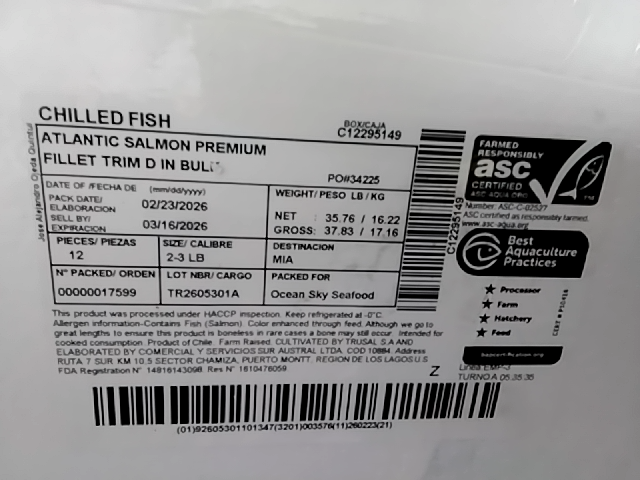 CHILLED FISH
BOX/CAJA
C12295149
ATLANTIC SALMON PREMIUM
FILLET TRIM D IN
PO#34225
DATE OF /FECHA DE (mm/dd/yyyy)
PACK DATE/
ELABORACION 02/23/2026
SELL BY/
EXPIRACION 03/16/2026
WEIGHT/ PESO LB / KG
NET : 35.76 / 16.22
GROSS: 37.83 / 17.16
PIECES/ PIEZAS
12
SIZE/ CALIBRE
2-3 LB
DESTINACION
MIA
N° PACKED/ ORDEN
00000017599
LOT NBR/ CARGO
TR2605301A
PACKED FOR
Ocean Sky Seafood
This product was processed under HACCP inspection. Keep refrigerated at -0°C.
Allergen information-Contains Fish (Salmon). Color enhanced through feed. Although we go to
great lengths to ensure this product is boneless in rare cases a bone may still occur. Intended for
cooked consumption. Product of Chile. Farm Raised. CULTIVATED BY TRUSAL S.A AND
ELABORATED BY COMERCIAL Y SERVICIOS SUR AUSTRAL LTDA. COD 10884. Address
RUTA 7 SUR KM 10,5 SECTOR CHAMIZA, PUERTO MONTT. REGION DE LOS LAGOS U.S
FDA Registration N° 14816143098 Res N° 1610476059
Z
(01)92605301101347(3201)003576(11)260223(21)
Jose Alejandro Ojeda Quintul
C12295149
FARMED
RESPONSIBLY
asc
CERTIFIED
ASC-AQUA.ORG
TM
Number: ASC-C-02527
ASC certified as responsibly farmed.
www.asc-aqua.org
Best
Aquaculture
Practices
Processor
Farm
Hatchery
Feed
bapcertification.org
Linea EMP-3
TURNO A 05:35:35